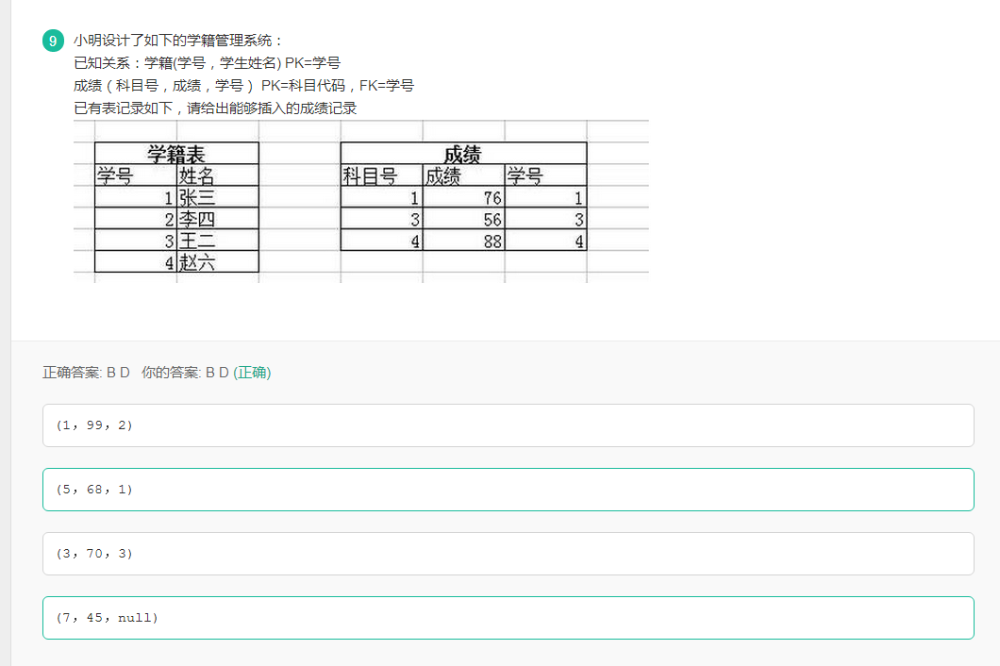 9 小明设计了如下的学籍管理系统：
已知关系：学籍(学号，学生姓名) PK=学号
成绩（科目号，成绩，学号） PK=科目代码，FK=学号
已有表记录如下，请给出能够插入的成绩记录
学籍表 成绩
学号 姓名 科目号 成绩 学号
1 张三 1 76 1
2 李四 3 56 3
3 王二 4 88 4
4 赵六
正确答案: B D 你的答案: B D (正确)
(1, 99, 2)
(5, 68, 1)
(3, 70, 3)
(7, 45, null)